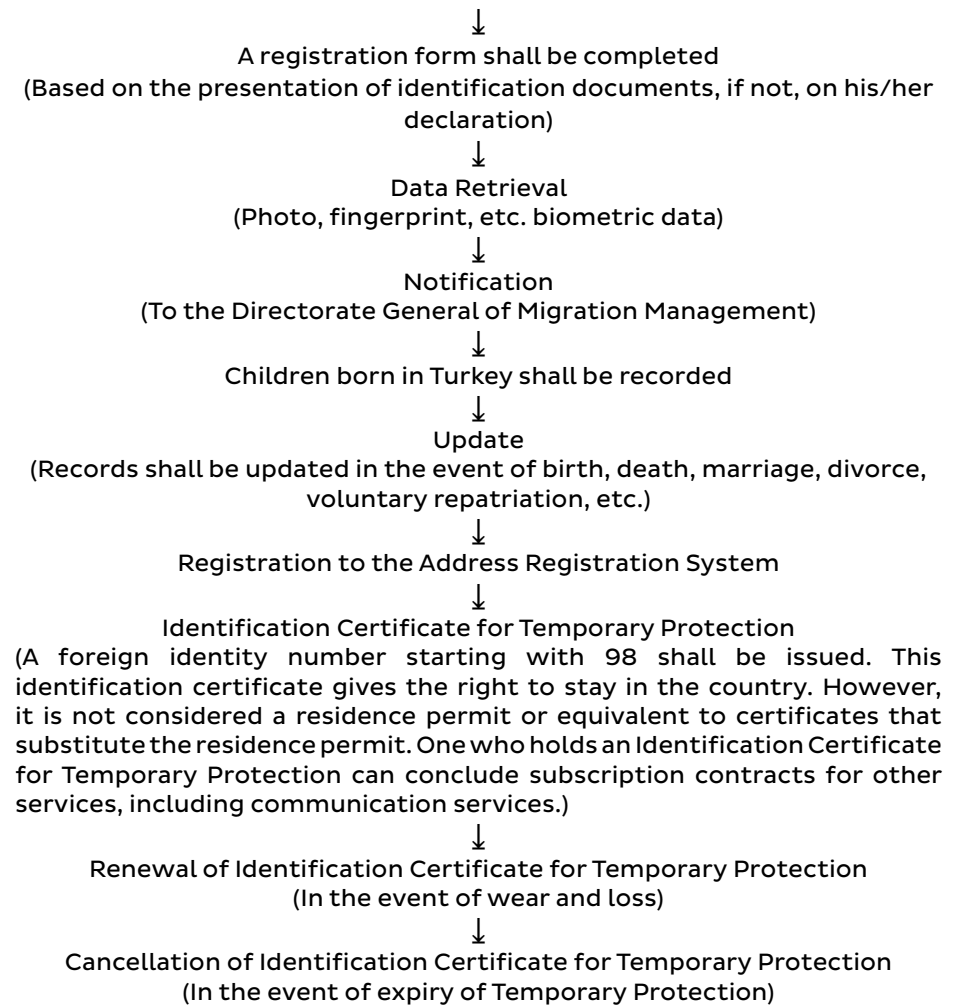 ↓
A registration form shall be completed
(Based on the presentation of identification documents, if not, on his/her
declaration)
↓
Data Retrieval
(Photo, fingerprint, etc. biometric data)
↓
Notification
(To the Directorate General of Migration Management)
↓
Children born in Turkey shall be recorded
↓
Update
(Records shall be updated in the event of birth, death, marriage, divorce,
voluntary repatriation, etc.)
↓
Registration to the Address Registration System
↓
Identification Certificate for Temporary Protection
(A foreign identity number starting with 98 shall be issued. This
identification certificate gives the right to stay in the country. However,
it is not considered a residence permit or equivalent to certificates that
substitute the residence permit. One who holds an Identification Certificate
for Temporary Protection can conclude subscription contracts for other
services, including communication services.)
↓
Renewal of Identification Certificate for Temporary Protection
(In the event of wear and loss)
↓
Cancellation of Identification Certificate for Temporary Protection
(In the event of expiry of Temporary Protection)